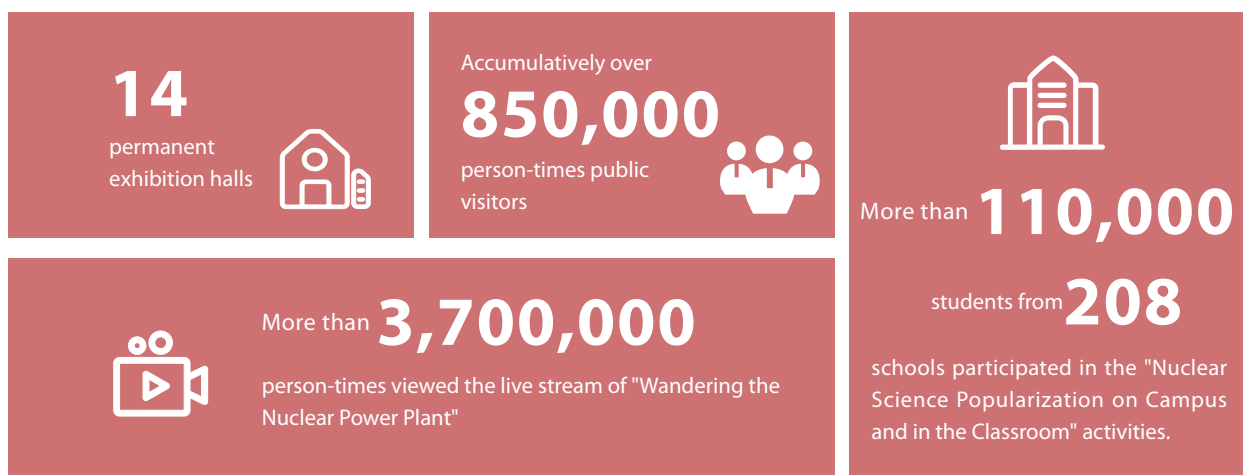 14
permanent
exhibition halls
Accumulatively over
850,000
person-times public
visitors
More than 3,700,000
person-times viewed the live stream of "Wandering the
Nuclear Power Plant"
More than 110,000
students from 208
schools participated in the "Nuclear
Science Popularization on Campus
and in the Classroom" activities.